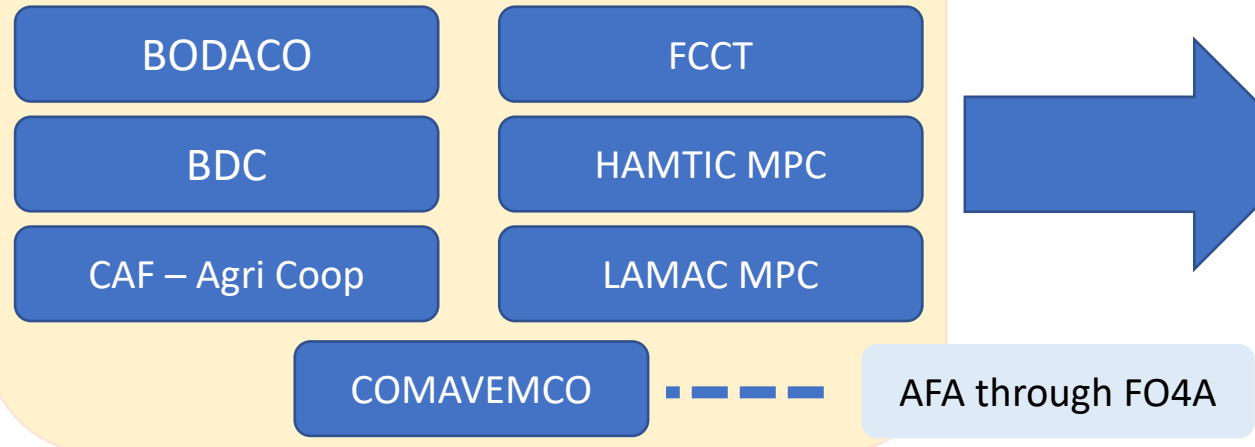 BODACO
FCCT
BDC
HAMTIC MPC
CAF – Agri Coop
LAMAC MPC
COMAVEMCO
AFA through FO4A